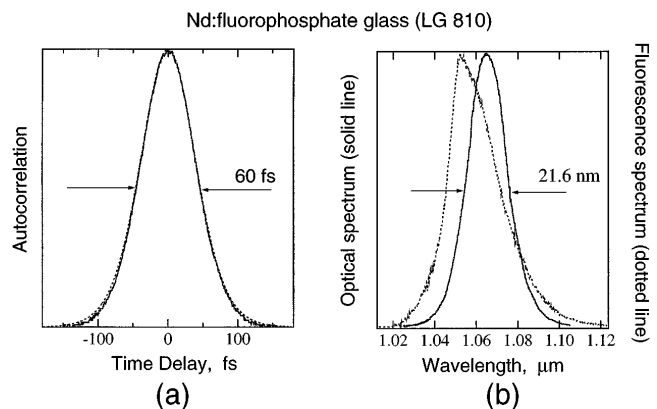 Nd:fluorophosphate glass (LG 810)
Autocorrelation
60 fs
-100 0 100
Time Delay, fs
(a)
Optical spectrum (solid line)
21.6 nm
1.02 1.04 1.06 1.08 1.10 1.12
Wavelength, μm
(b)
Fluorescence spectrum (dotted line)